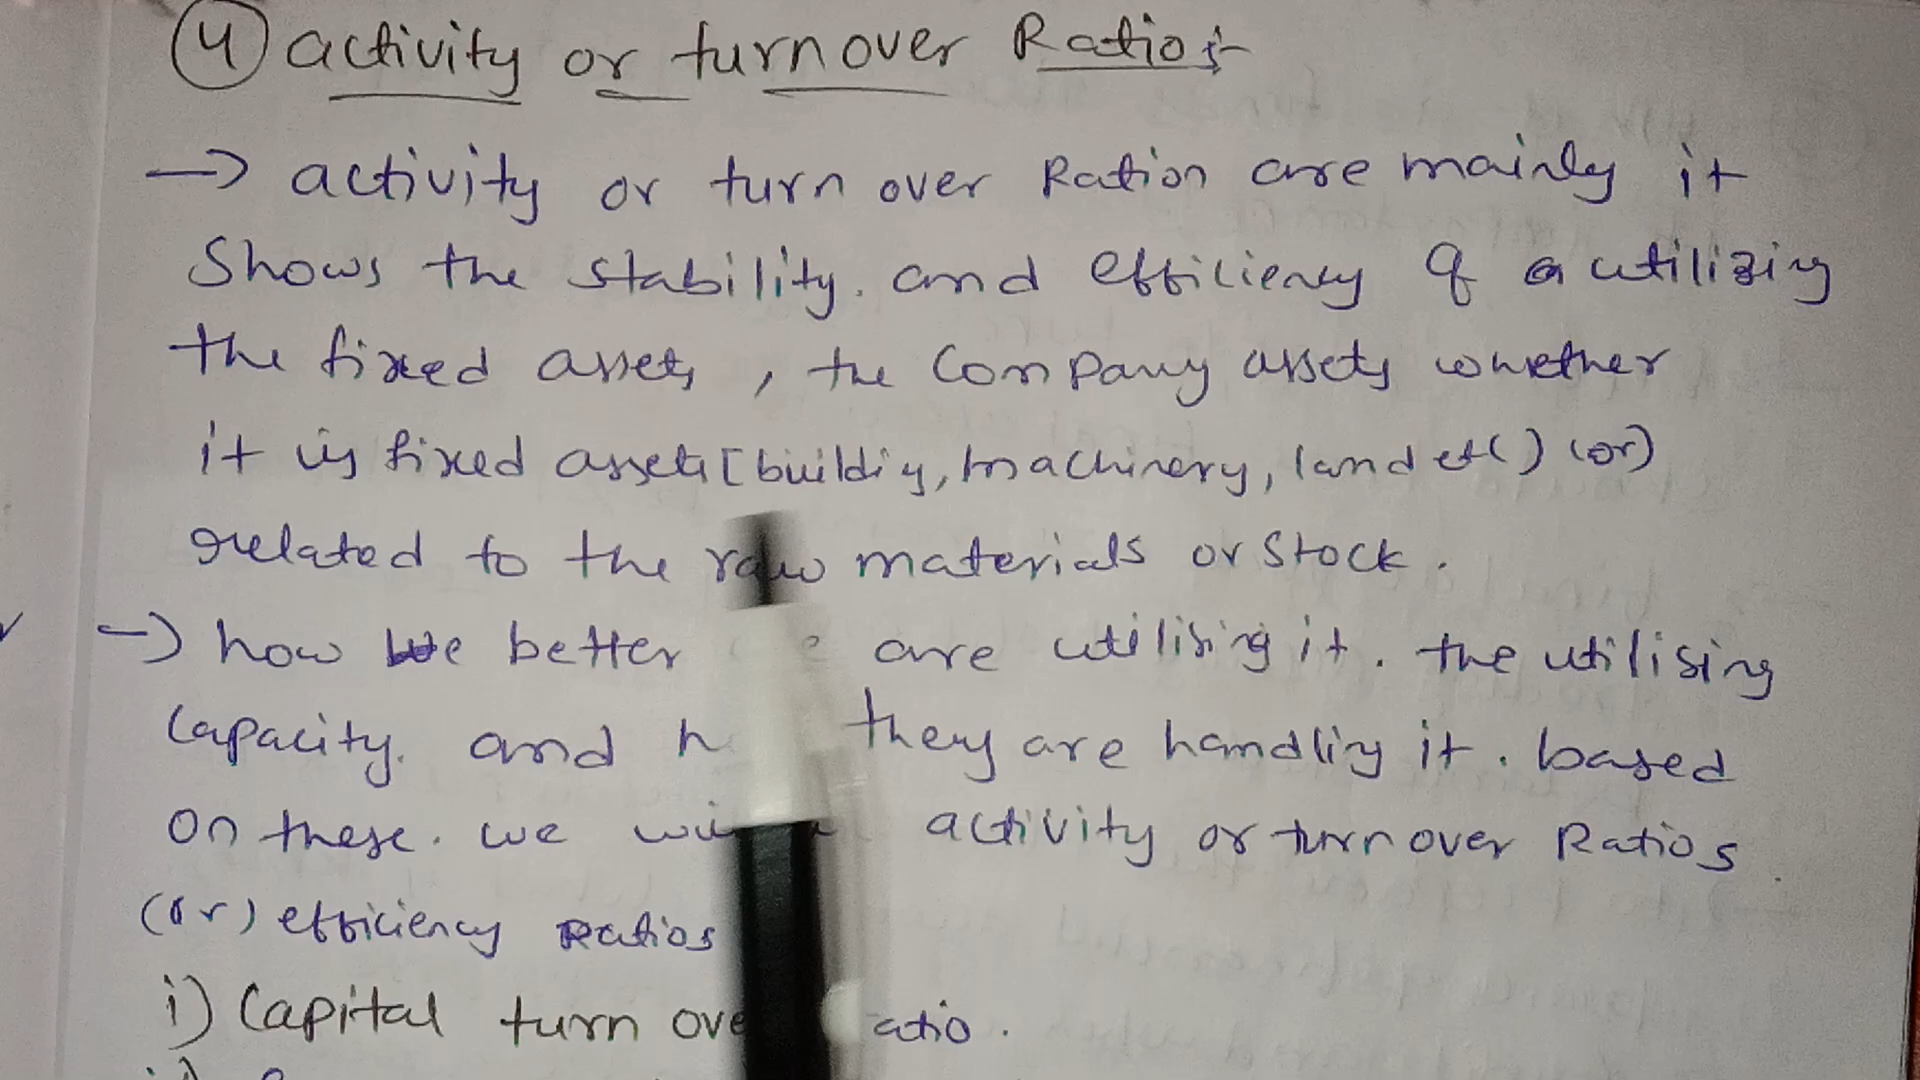 4 activity or turnover Ratios:-
→ activity or turn over Ration are mainly it
Shows the stability. and efficiency of a utilizing
the fixed assets, the Company assets whether
it is fixed assets [building, machinery, land etc) (or)
related to the raw materials or Stock.
→ how we better are utilising it. the utilising
Capacity. and they are handling it. based
on these. we activity or turnover Ratios
(or) efficiency Ratios
i) Capital turn over ratio.